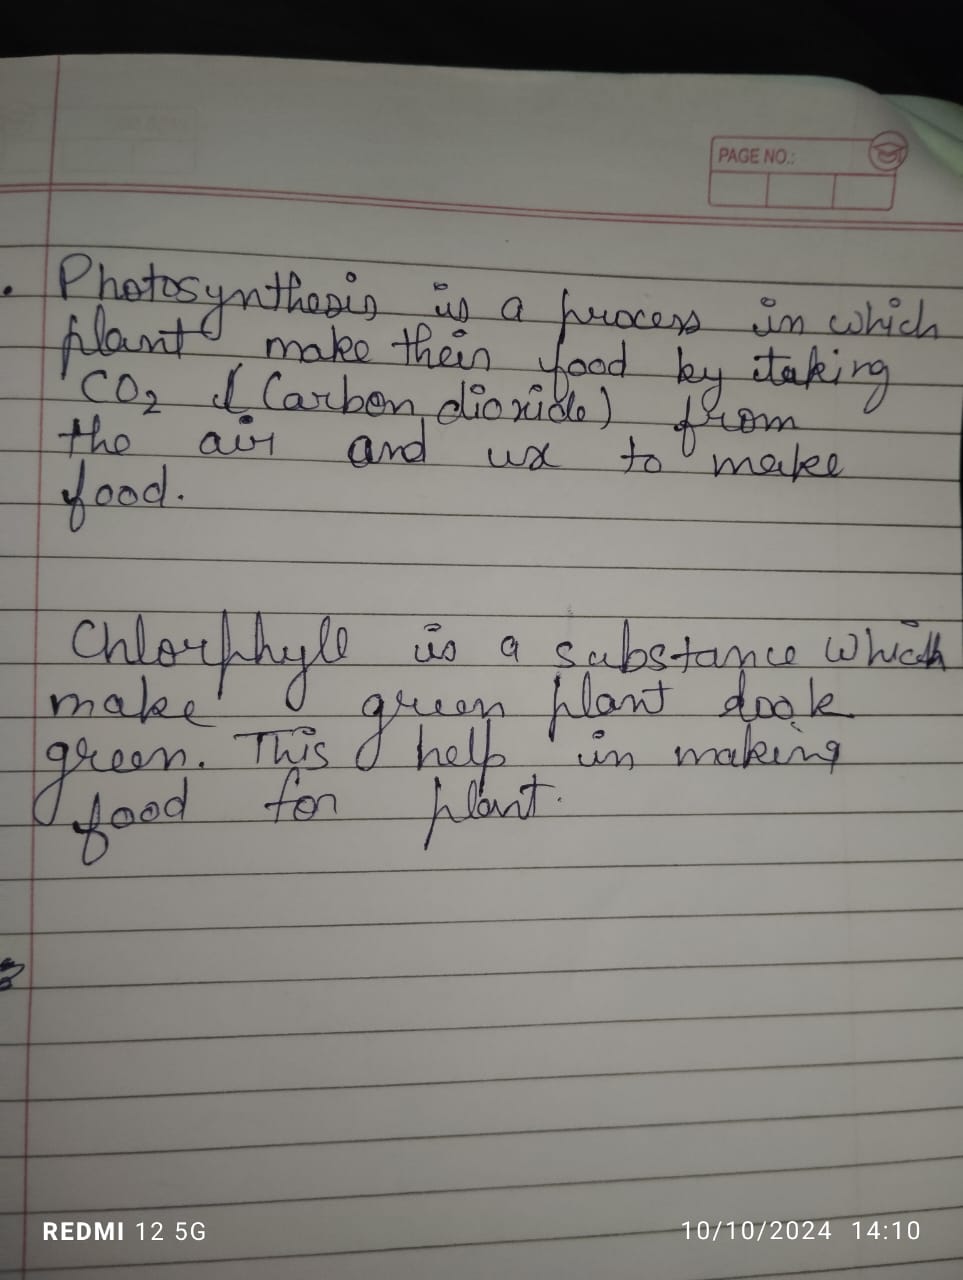 PAGE NO.:
. Photosynthesis is a process in which
plant make their food by taking
CO2 (Carbon dioxide) from
the air and use to make
food.
Chlorphyll is a substance which
make green plant look
green. This help in making
food for plant.
REDMI 12 5G
10/10/2024 14:10